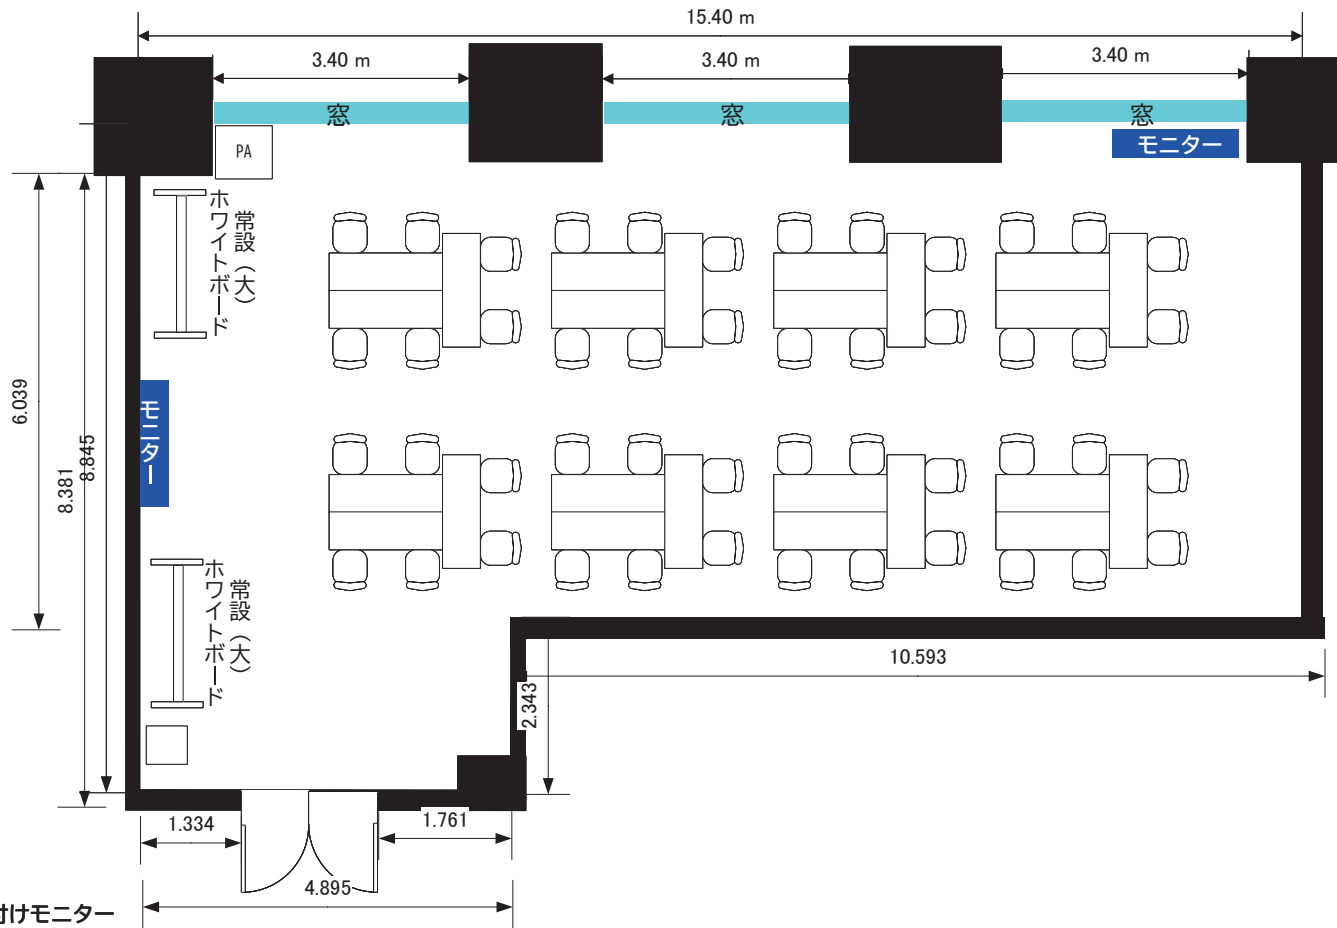 15.40 m
3.40 m
3.40 m
3.40 m
窓
窓
窓
モニター
PA
常設（大）
ホワイトボード
6.039
8.381
8.845
モニター
常設（大）
ホワイトボード
10.593
2.343
1.334
1.761
4.895
付けモニター